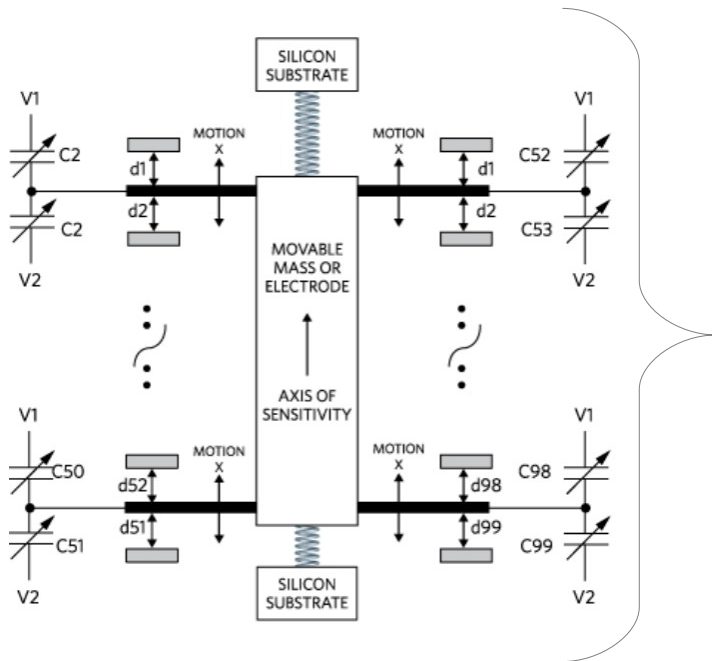 SILICON
SUBSTRATE
V1
V1
MOTION
X
MOTION
X
C2
d1
d1
C52
C2
d2
d2
C53
V2
V2
MOVABLE
MASS OR
ELECTRODE
AXIS OF
SENSITIVITY
V1
V1
MOTION
X
MOTION
X
C50
d52
d98
C98
C51
d51
d99
C99
V2
V2
SILICON
SUBSTRATE